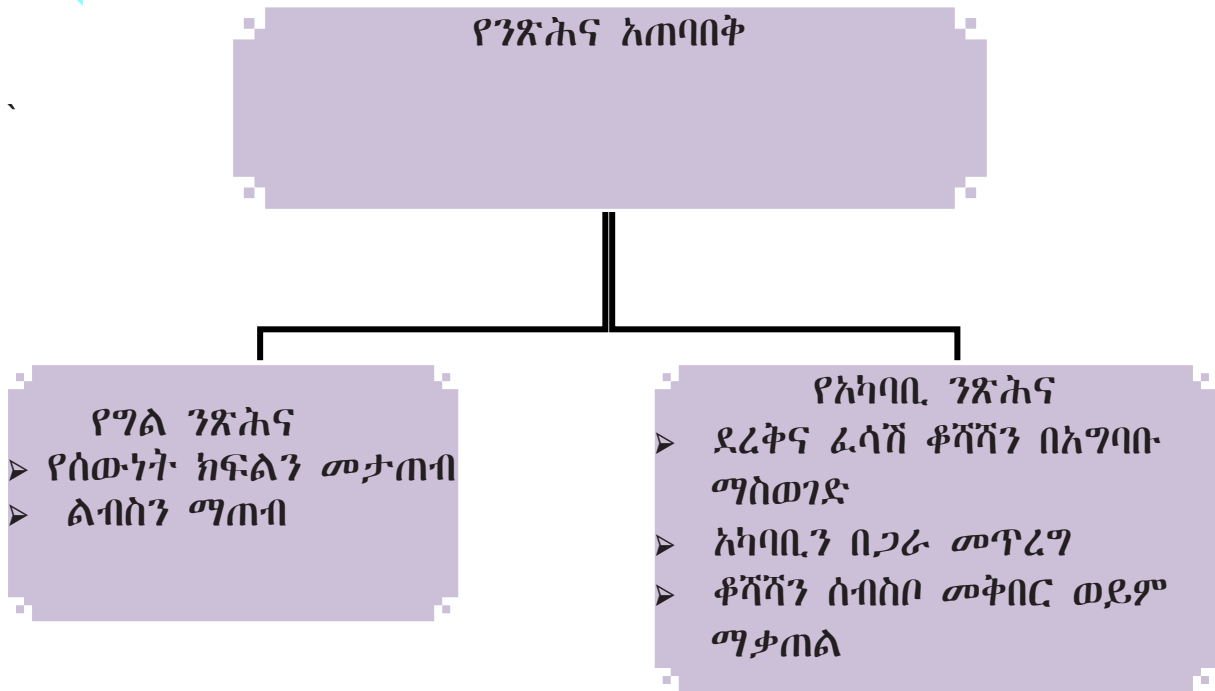 የንጽሕና አጠባበቅ
`
የግል ንጽሕና
➢ የሰውነት ክፍልን መታጠብ
➢ ልብስን ማጠብ
የአካባቢ ንጽሕና
➢ ደረቅና ፈሳሽ ቆሻሻን በአግባቡ
ማስወገድ
➢ አካባቢን በጋራ መጥረግ
➢ ቆሻሻን ሰብስቦ መቅበር ወይም
ማቃጠል